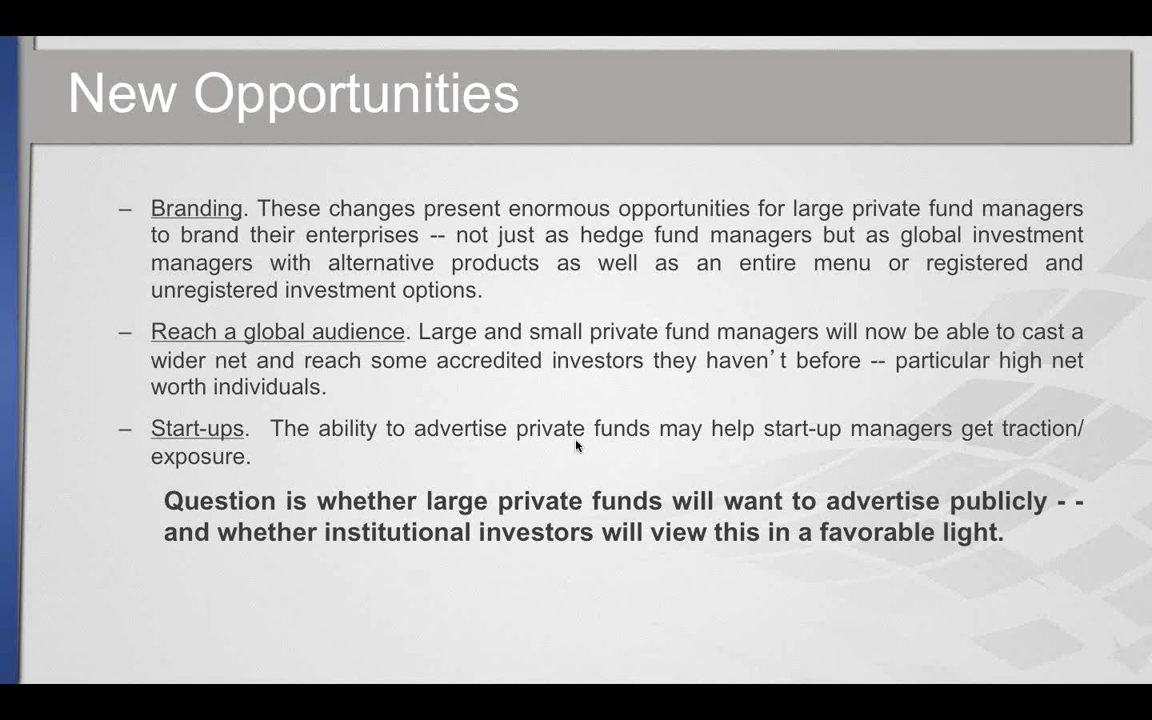 New Opportunities
– Branding. These changes present enormous opportunities for large private fund managers
to brand their enterprises -- not just as hedge fund managers but as global investment
managers with alternative products as well as an entire menu or registered and
unregistered investment options.
– Reach a global audience. Large and small private fund managers will now be able to cast a
wider net and reach some accredited investors they haven’t before -- particular high net
worth individuals.
– Start-ups. The ability to advertise private funds may help start-up managers get traction/
exposure.
Question is whether large private funds will want to advertise publicly - -
and whether institutional investors will view this in a favorable light.